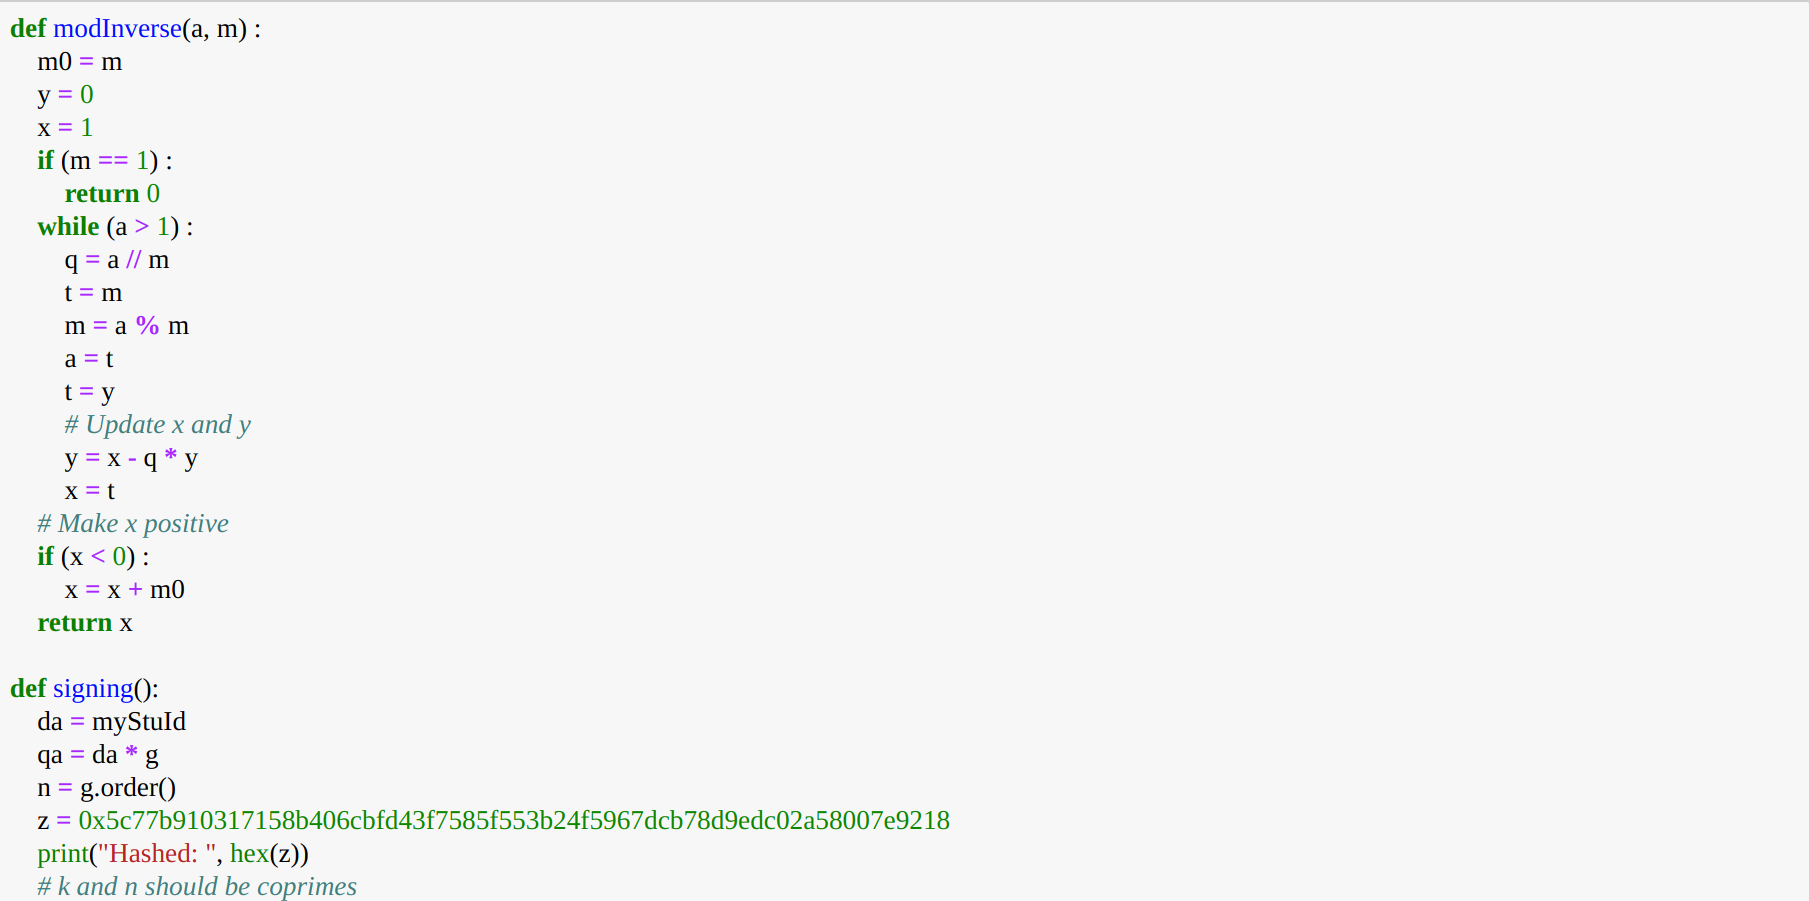 def modInverse(a, m) :
    m0 = m
    y = 0
    x = 1
    if (m == 1) :
        return 0
    while (a > 1) :
        q = a // m
        t = m
        m = a % m
        a = t
        t = y
        # Update x and y
        y = x - q * y
        x = t
    # Make x positive
    if (x < 0) :
        x = x + m0
    return x

def signing():
    da = myStuId
    qa = da * g
    n = g.order()
    z = 0x5c77b910317158b406cbfd43f7585f553b24f5967dcb78d9edc02a58007e9218
    print("Hashed: ", hex(z))
    # k and n should be coprimes